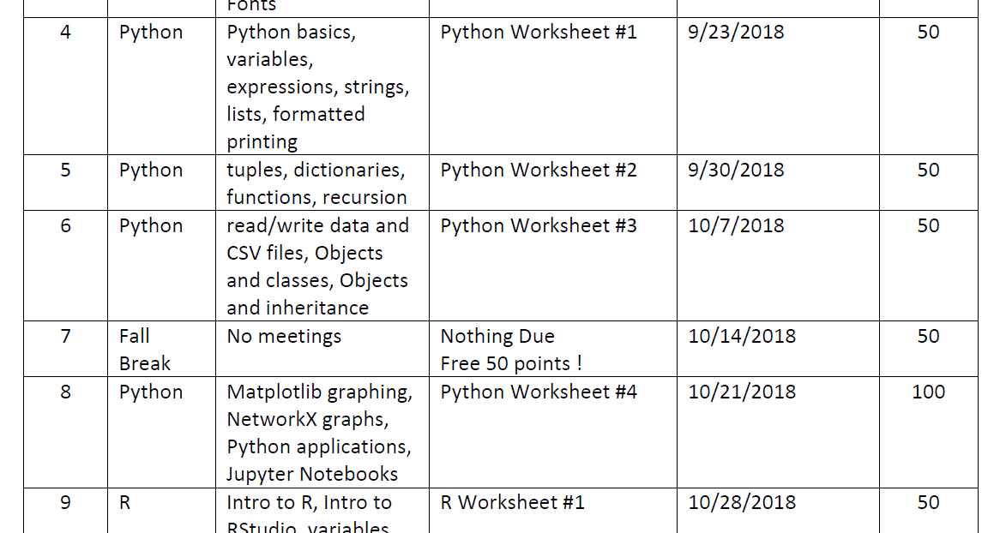 Fonts
4 Python Python basics, Python Worksheet #1 9/23/2018 50
variables,
expressions, strings,
lists, formatted
printing
5 Python tuples, dictionaries, Python Worksheet #2 9/30/2018 50
functions, recursion
6 Python read/write data and Python Worksheet #3 10/7/2018 50
CSV files, Objects
and classes, Objects
and inheritance
7 Fall No meetings Nothing Due 10/14/2018 50
Break Free 50 points !
8 Python Matplotlib graphing, Python Worksheet #4 10/21/2018 100
NetworkX graphs,
Python applications,
Jupyter Notebooks
9 R Intro to R, Intro to R Worksheet #1 10/28/2018 50
RStudio, variables